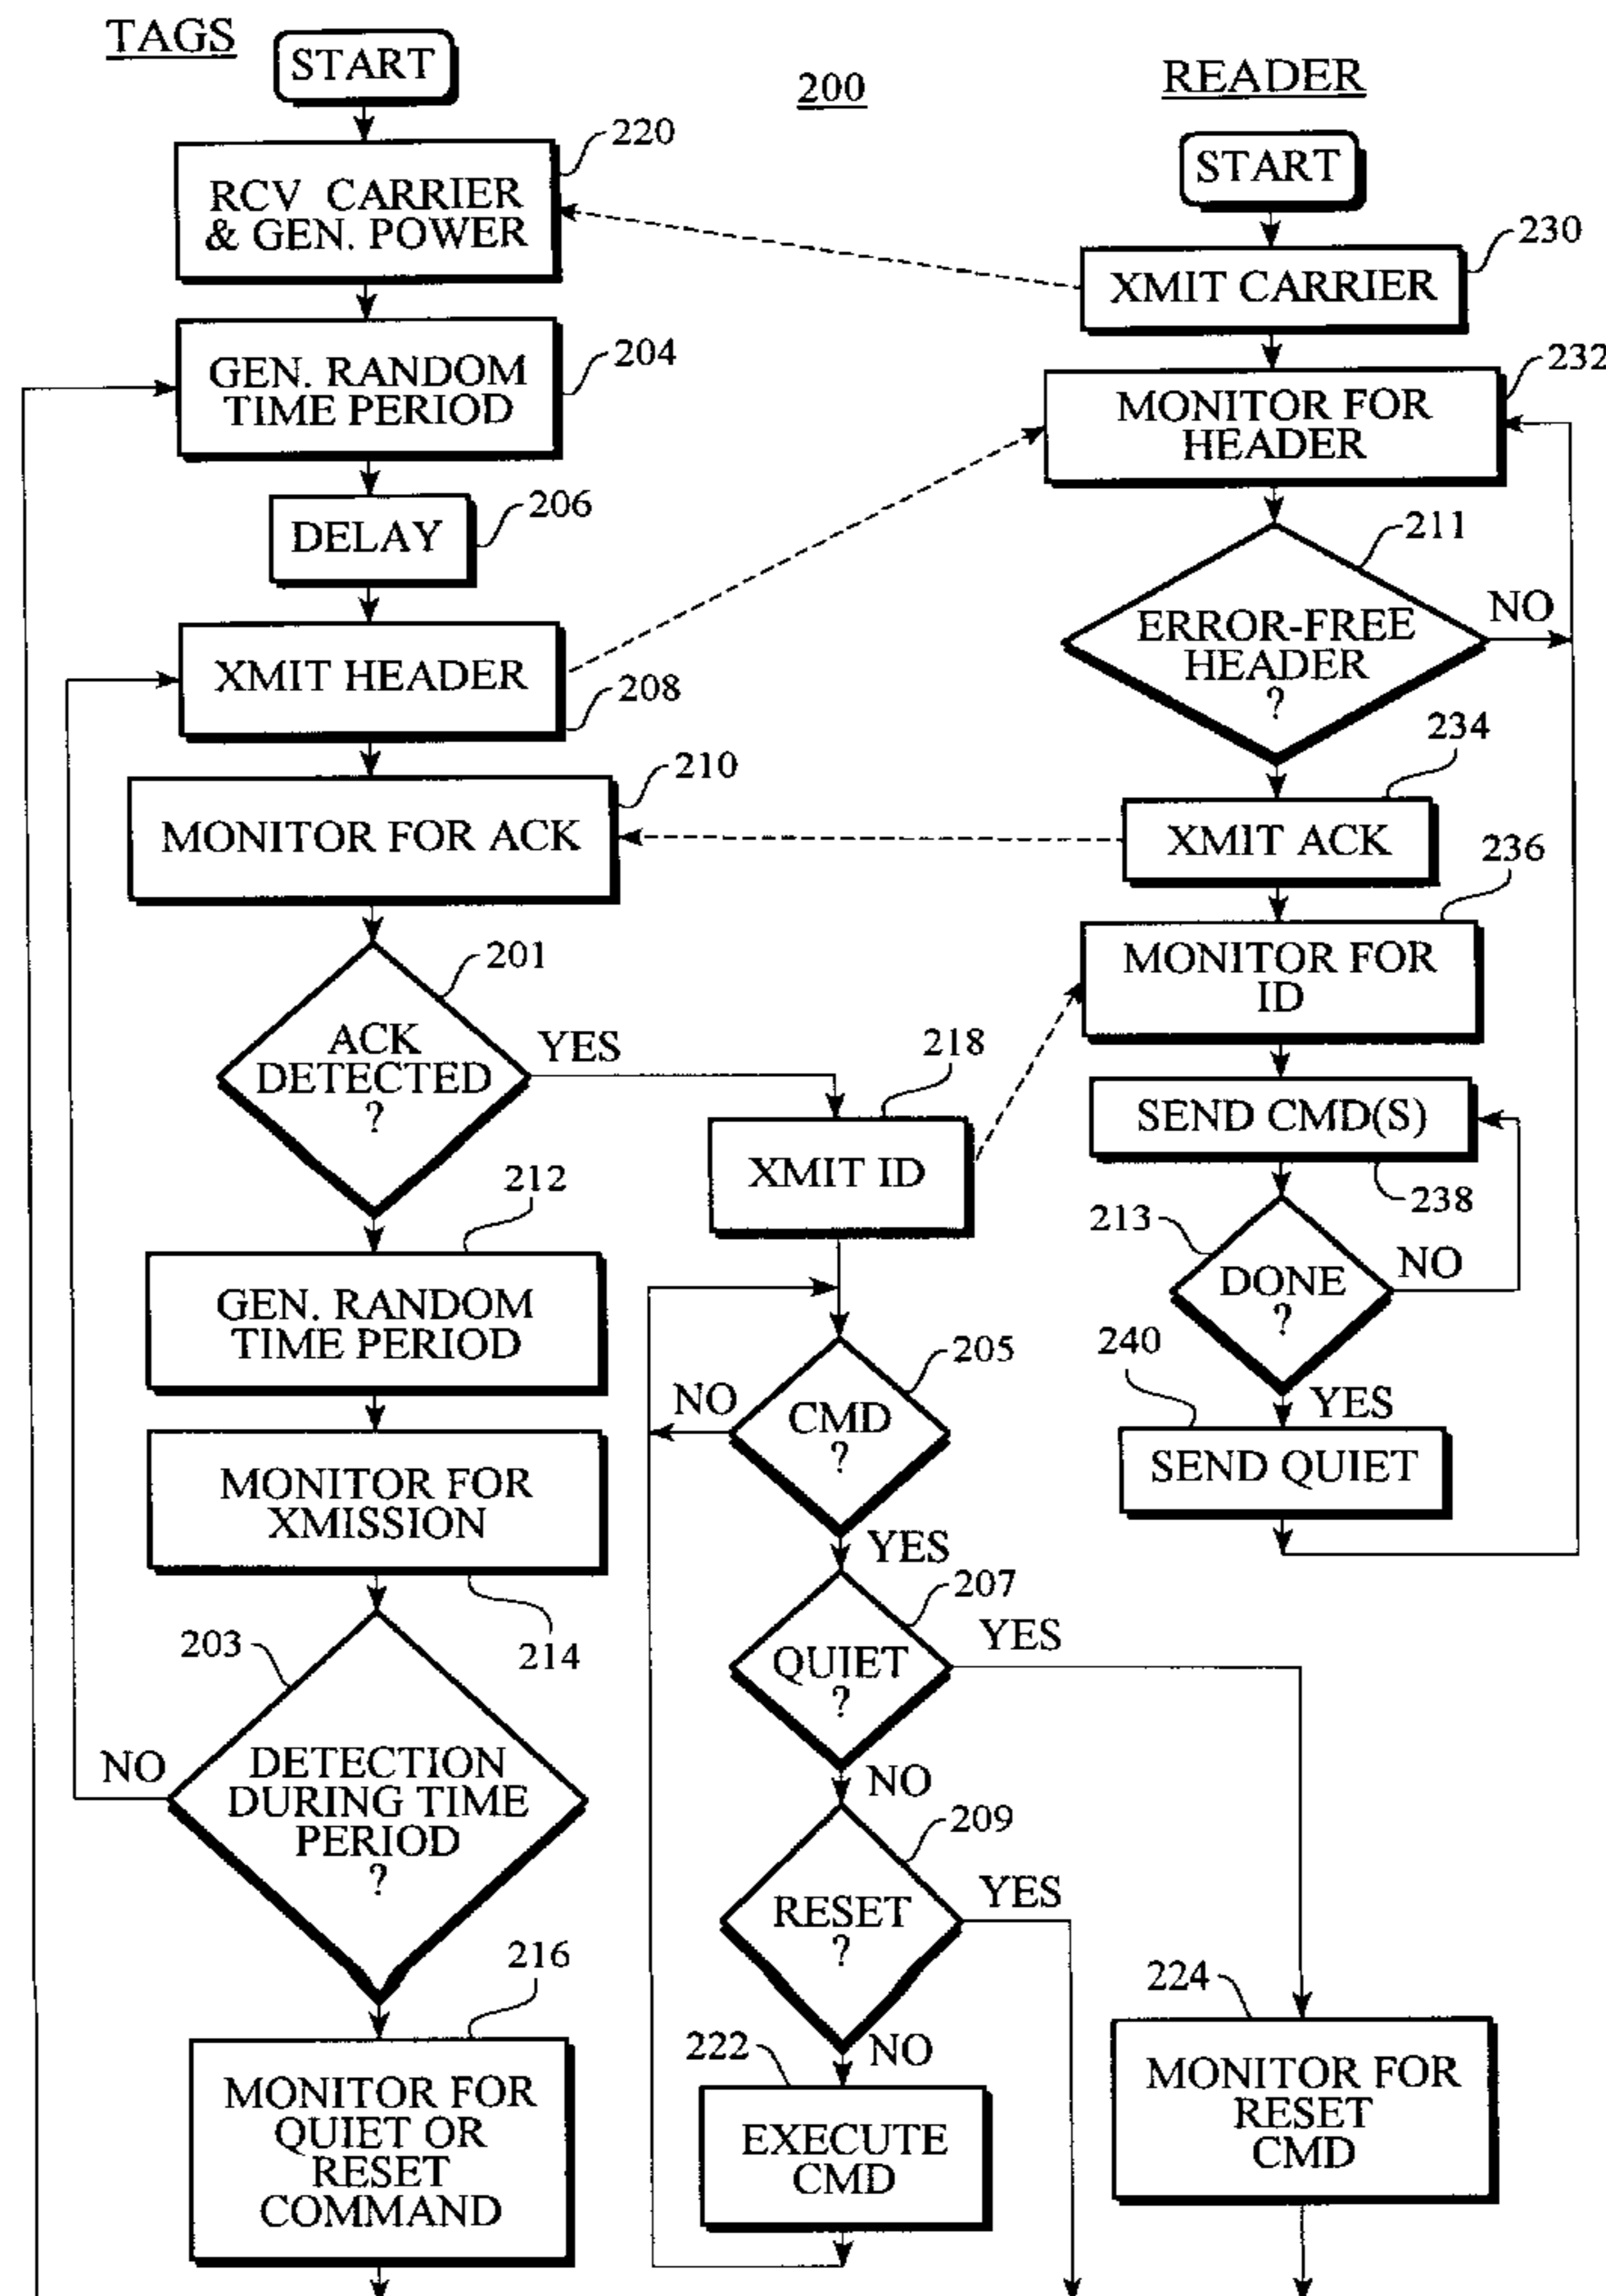 TAGS
START
200
READER
220
START
RCV CARRIER
& GEN. POWER
230
XMIT CARRIER
204
GEN. RANDOM
TIME PERIOD
232
MONITOR FOR
HEADER
206
DELAY
211
NO
ERROR-FREE
HEADER
?
XMIT HEADER
208
234
210
MONITOR FOR ACK
XMIT ACK
236
201
MONITOR FOR
ID
ACK
DETECTED
?
YES
218
SEND CMD(S)
XMIT ID
212
238
213
DONE
?
NO
GEN. RANDOM
TIME PERIOD
205
240
NO
CMD
?
YES
MONITOR FOR
XMISSION
SEND QUIET
YES
207
203
214
QUIET
?
YES
NO
DETECTION
DURING TIME
PERIOD
?
NO
209
RESET
?
YES
216
224
222
NO
MONITOR FOR
QUIET OR
RESET
COMMAND
EXECUTE
CMD
MONITOR FOR
RESET
CMD